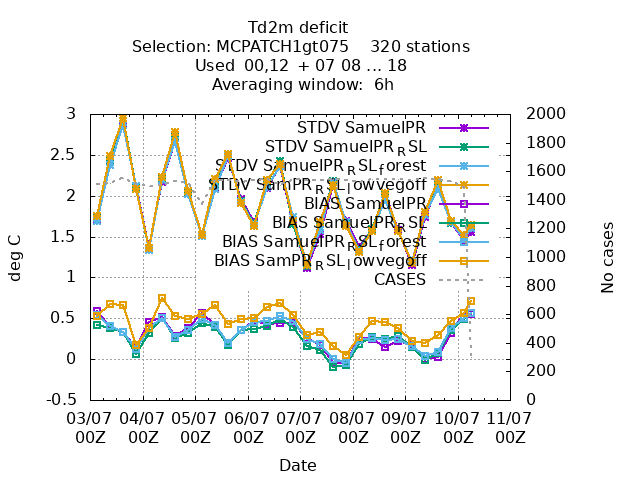 Td2m deficit
Selection: MCPATCH1gt075 320 stations
Used 00,12 + 07 08 ... 18
Averaging window: 6h
3
2.5
2
1.5
1
0.5
0
-0.5
deg C
2000
1800
1600
1400
1200
1000
800
600
400
200
0
No cases
STDV SamuelPR
STDV SamuelPR_RSL
STDV SamuelPR_RSL_forest
STDV SamPR_RSL_lowvegoff
BIAS SamuelPR
BIAS SamuelPR_RSL
BIAS SamuelPR_RSL_forest
BIAS SamPR_RSL_lowvegoff
CASES
03/07 04/07 05/07 06/07 07/07 08/07 09/07 10/07 11/07
00Z 00Z 00Z 00Z 00Z 00Z 00Z 00Z 00Z
Date